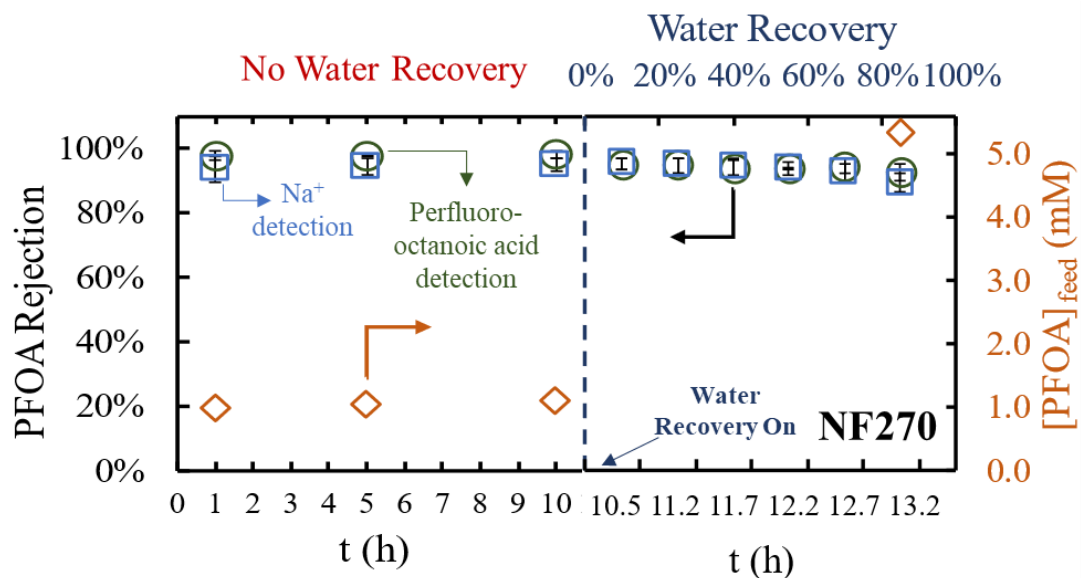 Water Recovery
No Water Recovery
0% 20% 40% 60% 80% 100%
100%
80%
60%
40%
20%
0%
PFOA Rejection
Na+
detection
Perfluoro-
octanoic acid
detection
Water
Recovery On
NF270
5.0
4.0
3.0
2.0
1.0
0.0
[PFOA]feed (mM)
0 1 2 3 4 5 6 7 8 9 10
10.5 11.2 11.7 12.2 12.7 13.2
t (h)
t (h)